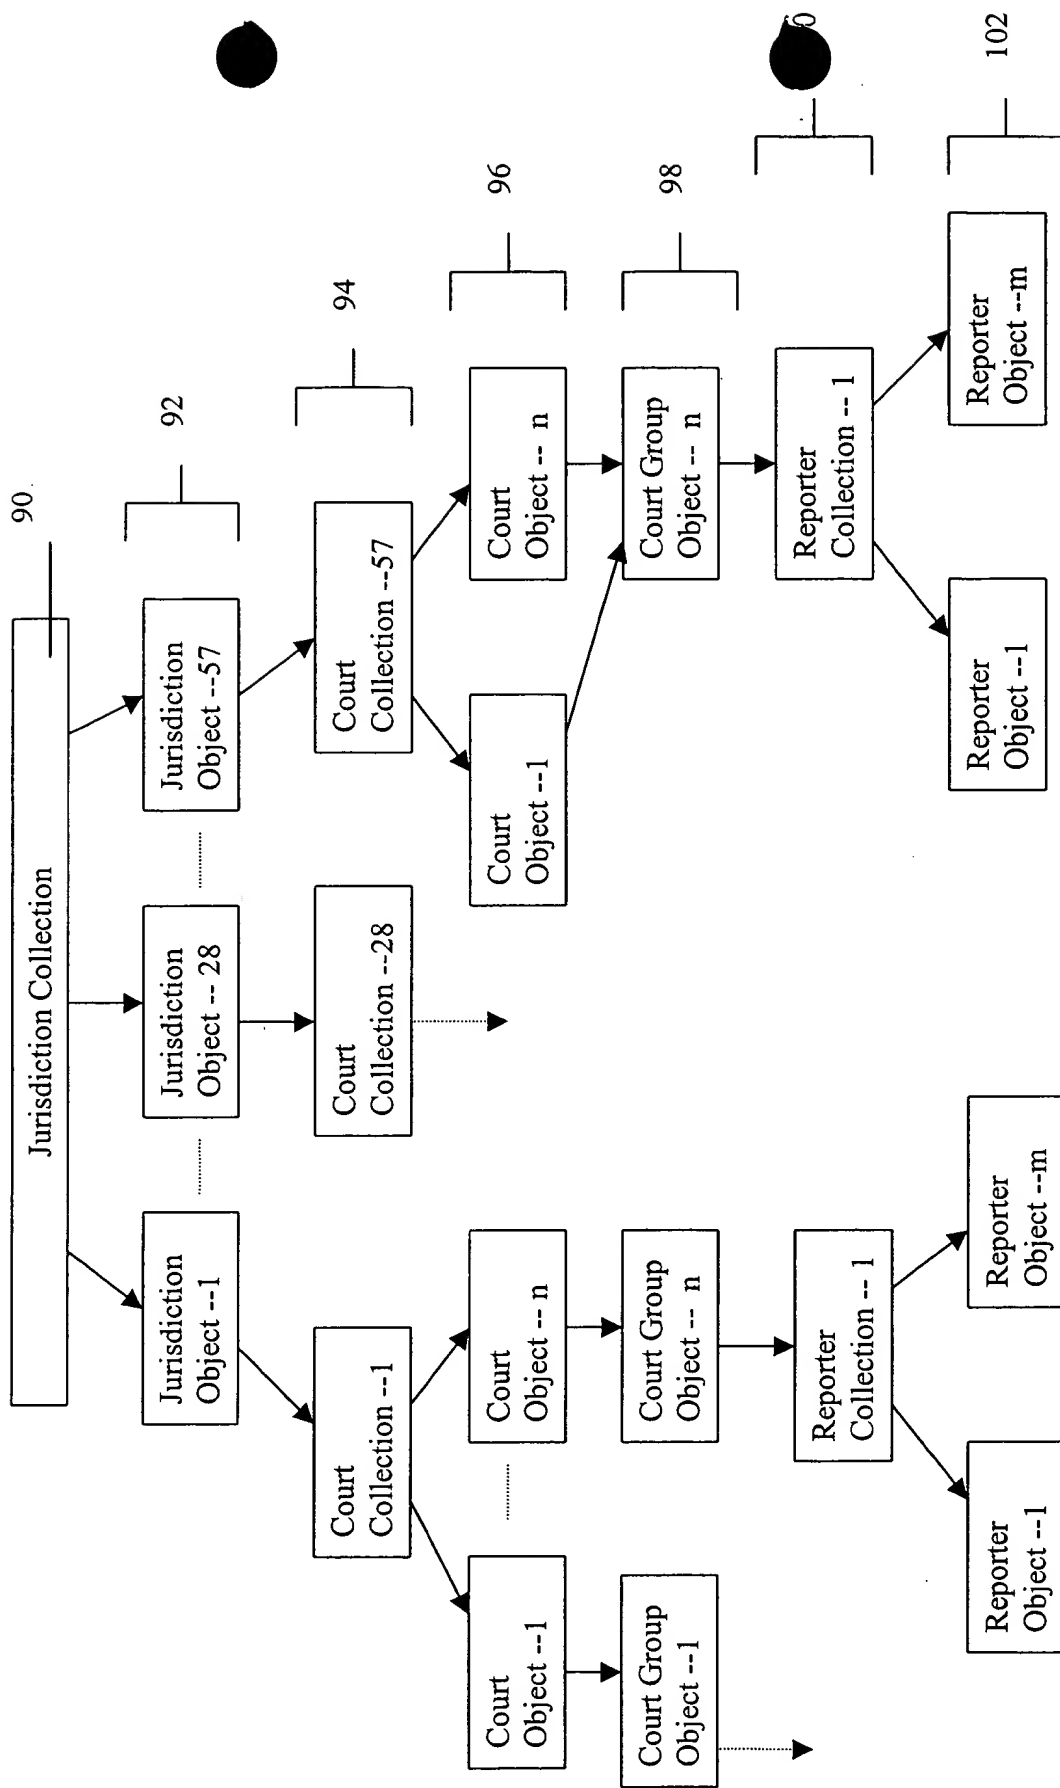 90
Jurisdiction Collection
92
Jurisdiction
Object --1
Jurisdiction
Object -- 28
Jurisdiction
Object --57
94
Court
Collection --1
Court
Collection --28
Court
Collection --57
96
Court
Object --1
Court
Object -- n
Court
Object --1
Court
Object -- n
98
Court Group
Object --1
Court Group
Object -- n
Court Group
Object -- n
Reporter
Collection -- 1
Reporter
Collection -- 1
102
Reporter
Object --1
Reporter
Object --m
Reporter
Object --1
Reporter
Object --m